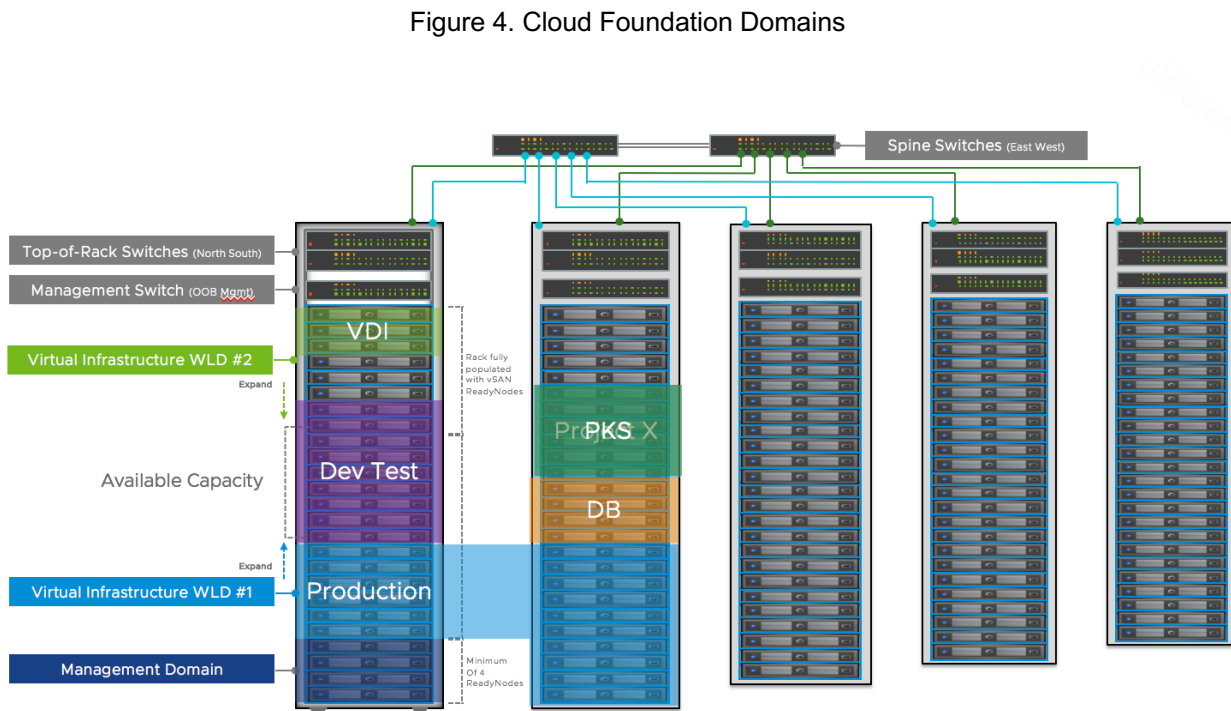 Figure 4. Cloud Foundation Domains
Spine Switches (East West)
Top-of-Rack Switches (North South)
Management Switch (OOB Mgmt)
VDI
Virtual Infrastructure WLD #2
Expand
Rack fully
populated
with vSAN
ReadyNodes
PKS
Project X
Dev Test
Available Capacity
DB
Expand
Virtual Infrastructure WLD #1
Production
Management Domain
Minimum
Of 4
ReadyNodes